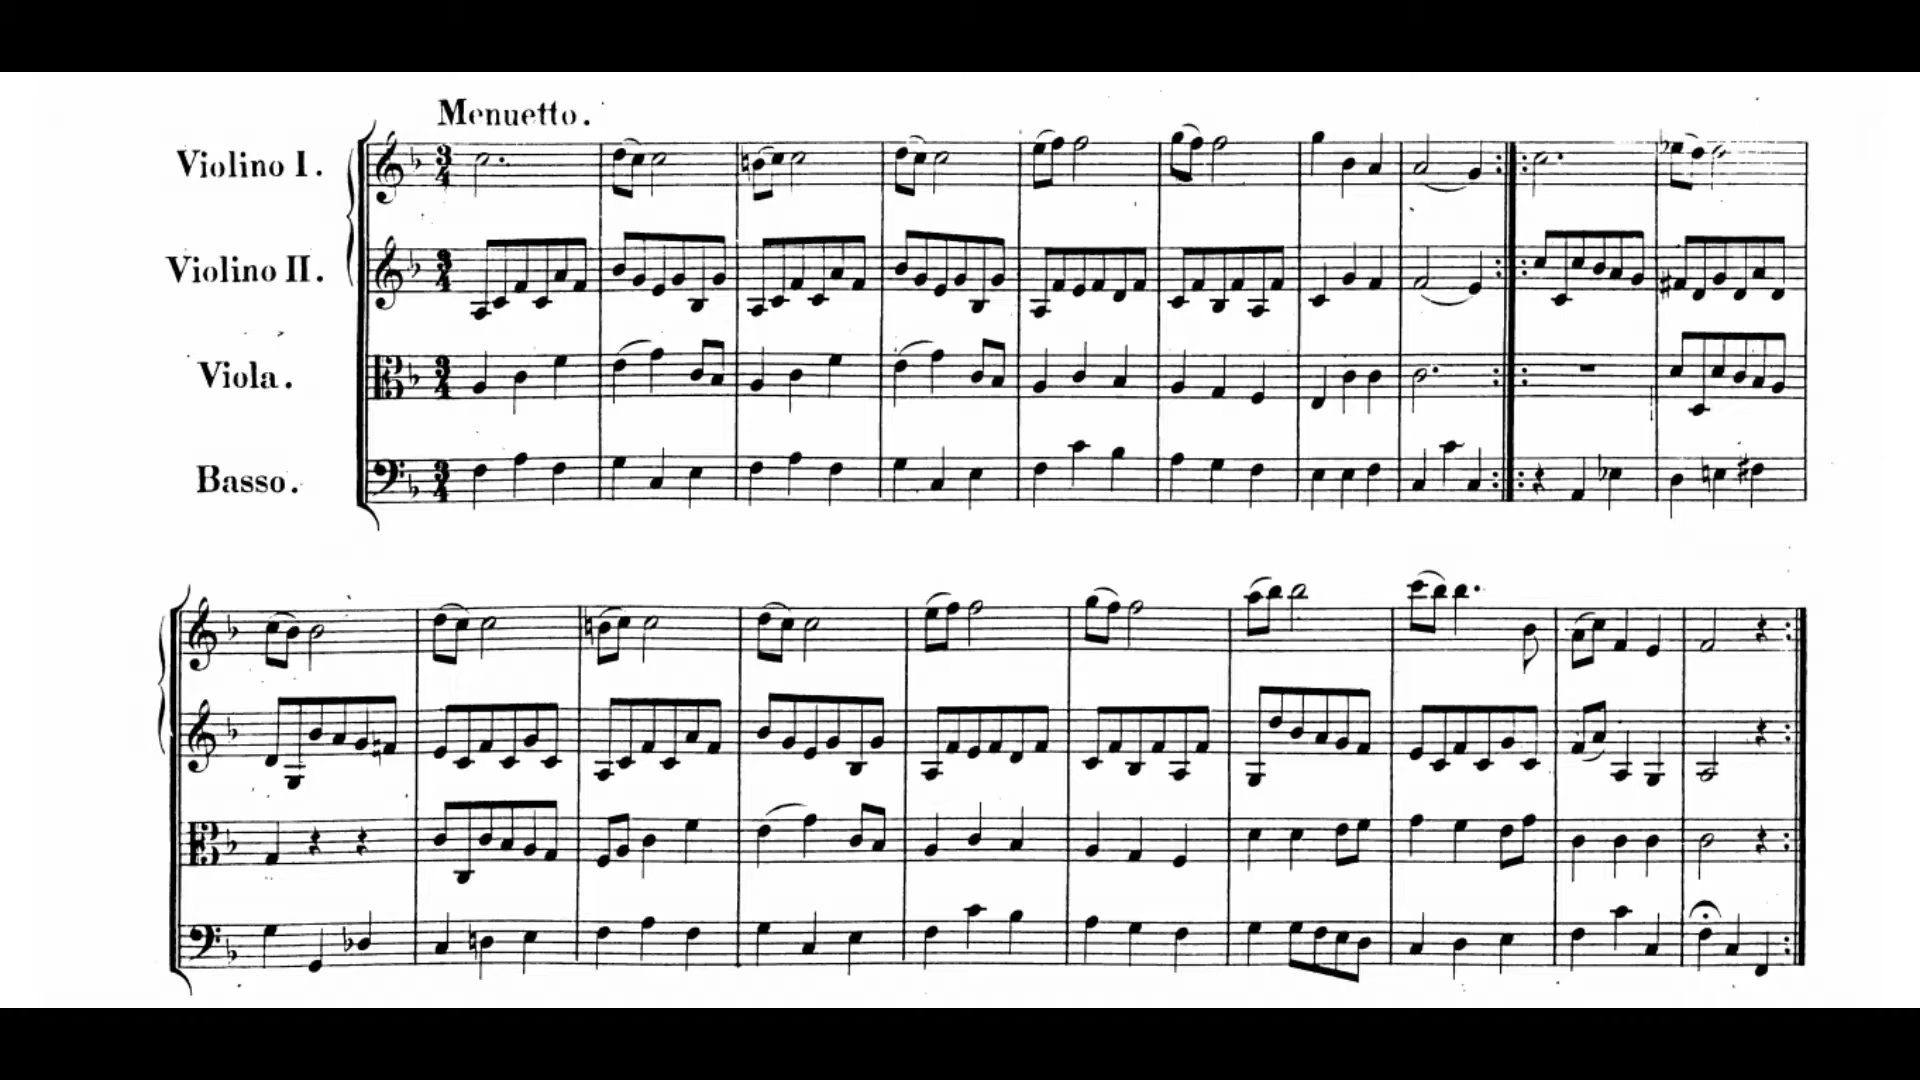 Menuetto.
Violino I.
Violino II.
Viola.
Basso.